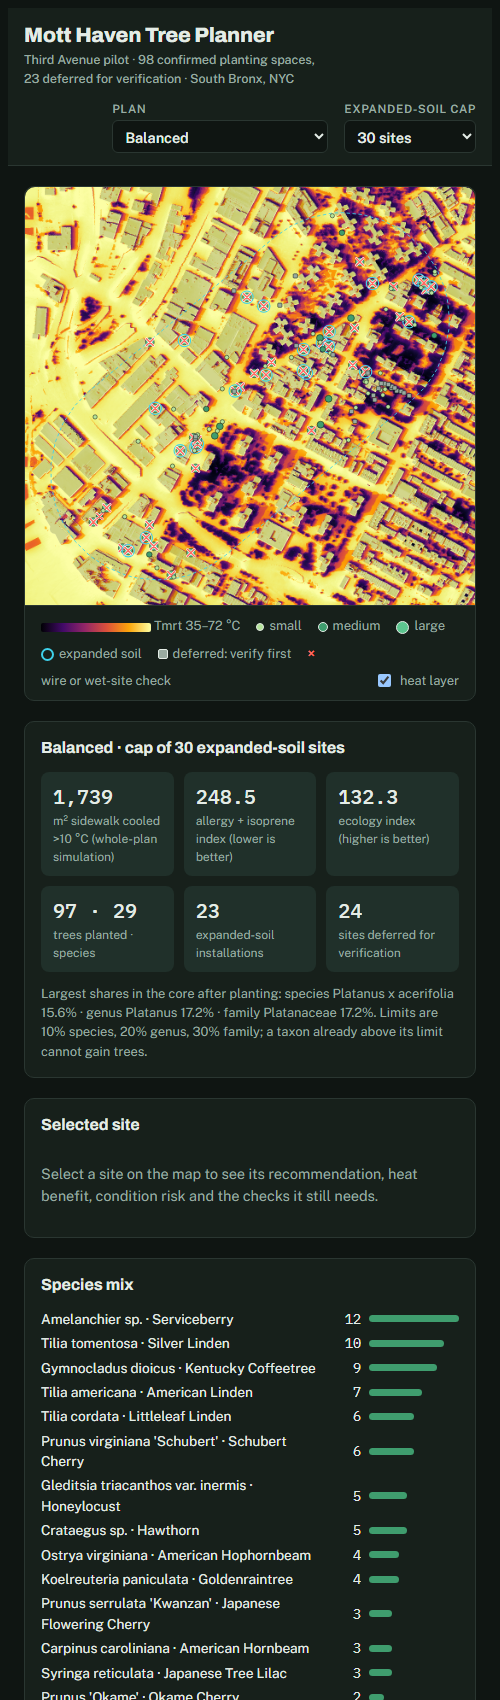 Mott Haven Tree Planner
Third Avenue pilot · 98 confirmed planting spaces,
23 deferred for verification · South Bronx, NYC
PLAN
EXPANDED-SOIL CAP
Balanced
30 sites
Tmrt 35–72 °C
small
medium
large
expanded soil
deferred: verify first
×
wire or wet-site check
heat layer
Balanced · cap of 30 expanded-soil sites
1,739
m² sidewalk cooled
>10 °C (whole-plan
simulation)
248.5
allergy + isoprene
index (lower is
better)
132.3
ecology index
(higher is better)
97 · 29
trees planted ·
species
23
expanded-soil
installations
24
sites deferred for
verification
Largest shares in the core after planting: species Platanus x acerifolia
15.6% · genus Platanus 17.2% · family Platanaceae 17.2%. Limits are
10% species, 20% genus, 30% family; a taxon already above its limit
cannot gain trees.
Selected site
Select a site on the map to see its recommendation, heat
benefit, condition risk and the checks it still needs.
Species mix
Amelanchier sp. · Serviceberry 12
Tilia tomentosa · Silver Linden 10
Gymnocladus dioicus · Kentucky Coffeetree 9
Tilia americana · American Linden 7
Tilia cordata · Littleleaf Linden 6
Prunus virginiana 'Schubert' · Schubert
Cherry 6
Gleditsia triacanthos var. inermis ·
Honeylocust 5
Crataegus sp. · Hawthorn 5
Ostrya virginiana · American Hophornbeam 4
Koelreuteria paniculata · Goldenraintree 4
Prunus serrulata 'Kwanzan' · Japanese
Flowering Cherry 3
Carpinus caroliniana · American Hornbeam 3
Syringa reticulata · Japanese Tree Lilac 3
Prunus 'Okame' · Okame Cherry 2